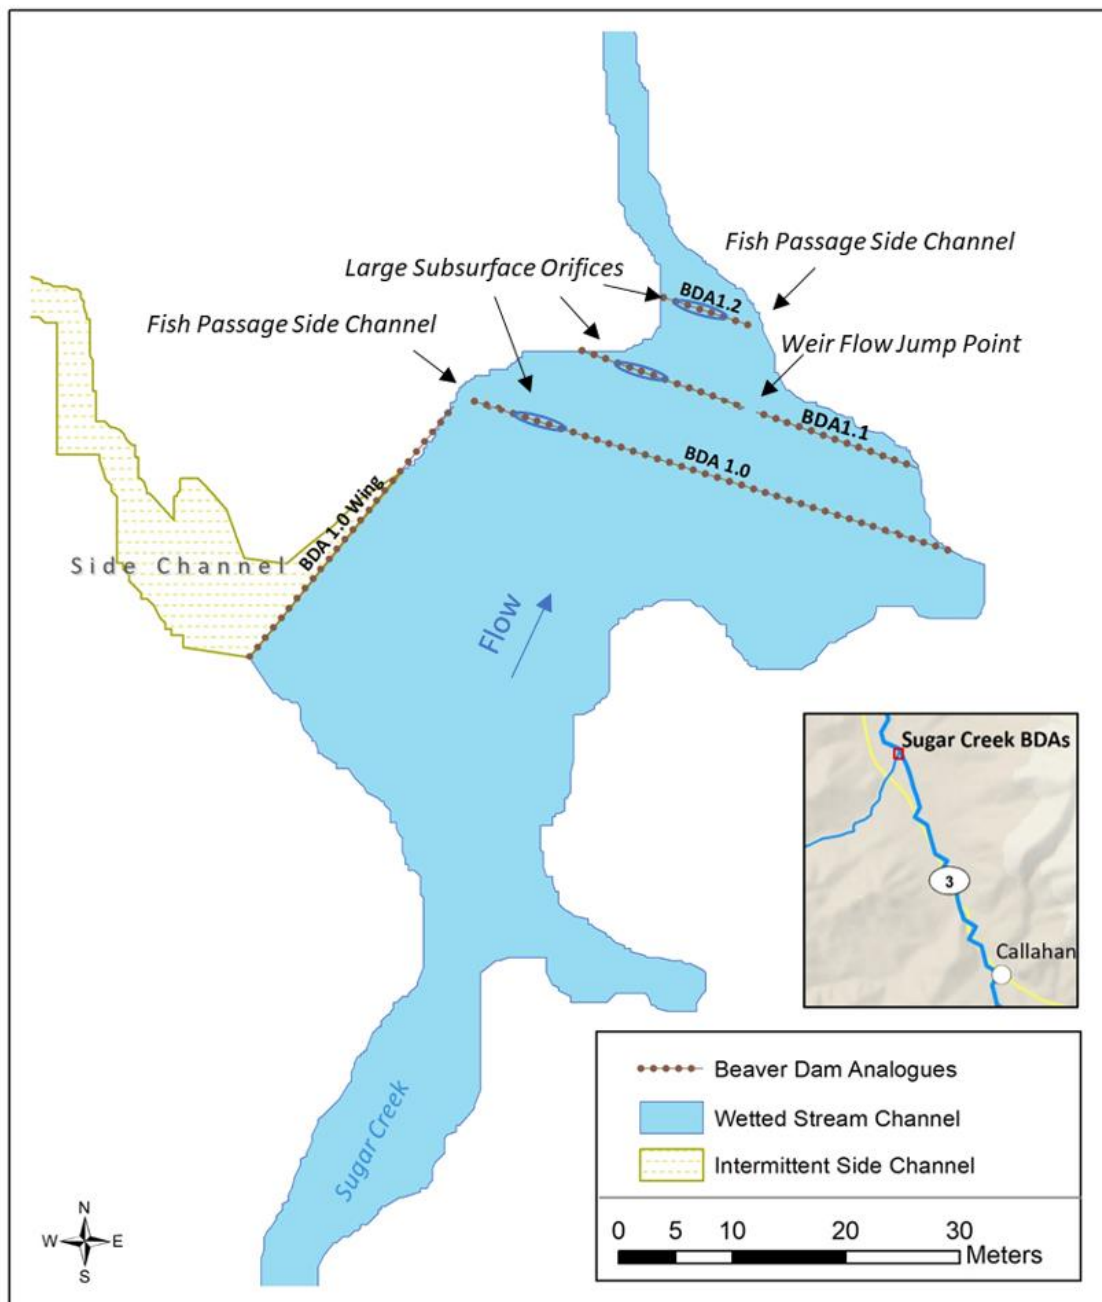 Fish Passage Side Channel
Large Subsurface Orifices
BDA1.2
Fish Passage Side Channel
Weir Flow Jump Point
BDA1.1
BDA 1.0
BDA 1.0 Wing
Side Channel
Flow
Sugar Creek BDAs
3
Callahan
Sugar Creek
Beaver Dam Analogues
Wetted Stream Channel
Intermittent Side Channel
N
W E
S
0 5 10 20 30
Meters